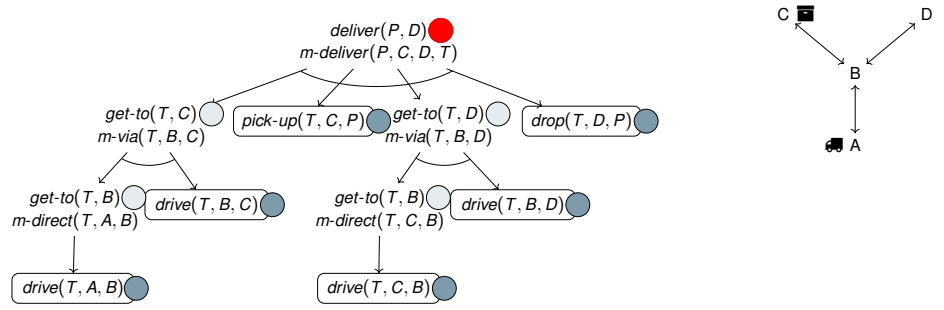 deliver(P, D)
m-deliver(P, C, D, T)
get-to(T, C)
m-via(T, B, C)
pick-up(T, C, P)
get-to(T, D)
m-via(T, B, D)
drop(T, D, P)
get-to(T, B)
m-direct(T, A, B)
drive(T, B, C)
get-to(T, B)
m-direct(T, C, B)
drive(T, B, D)
drive(T, A, B)
drive(T, C, B)
C
D
B
A